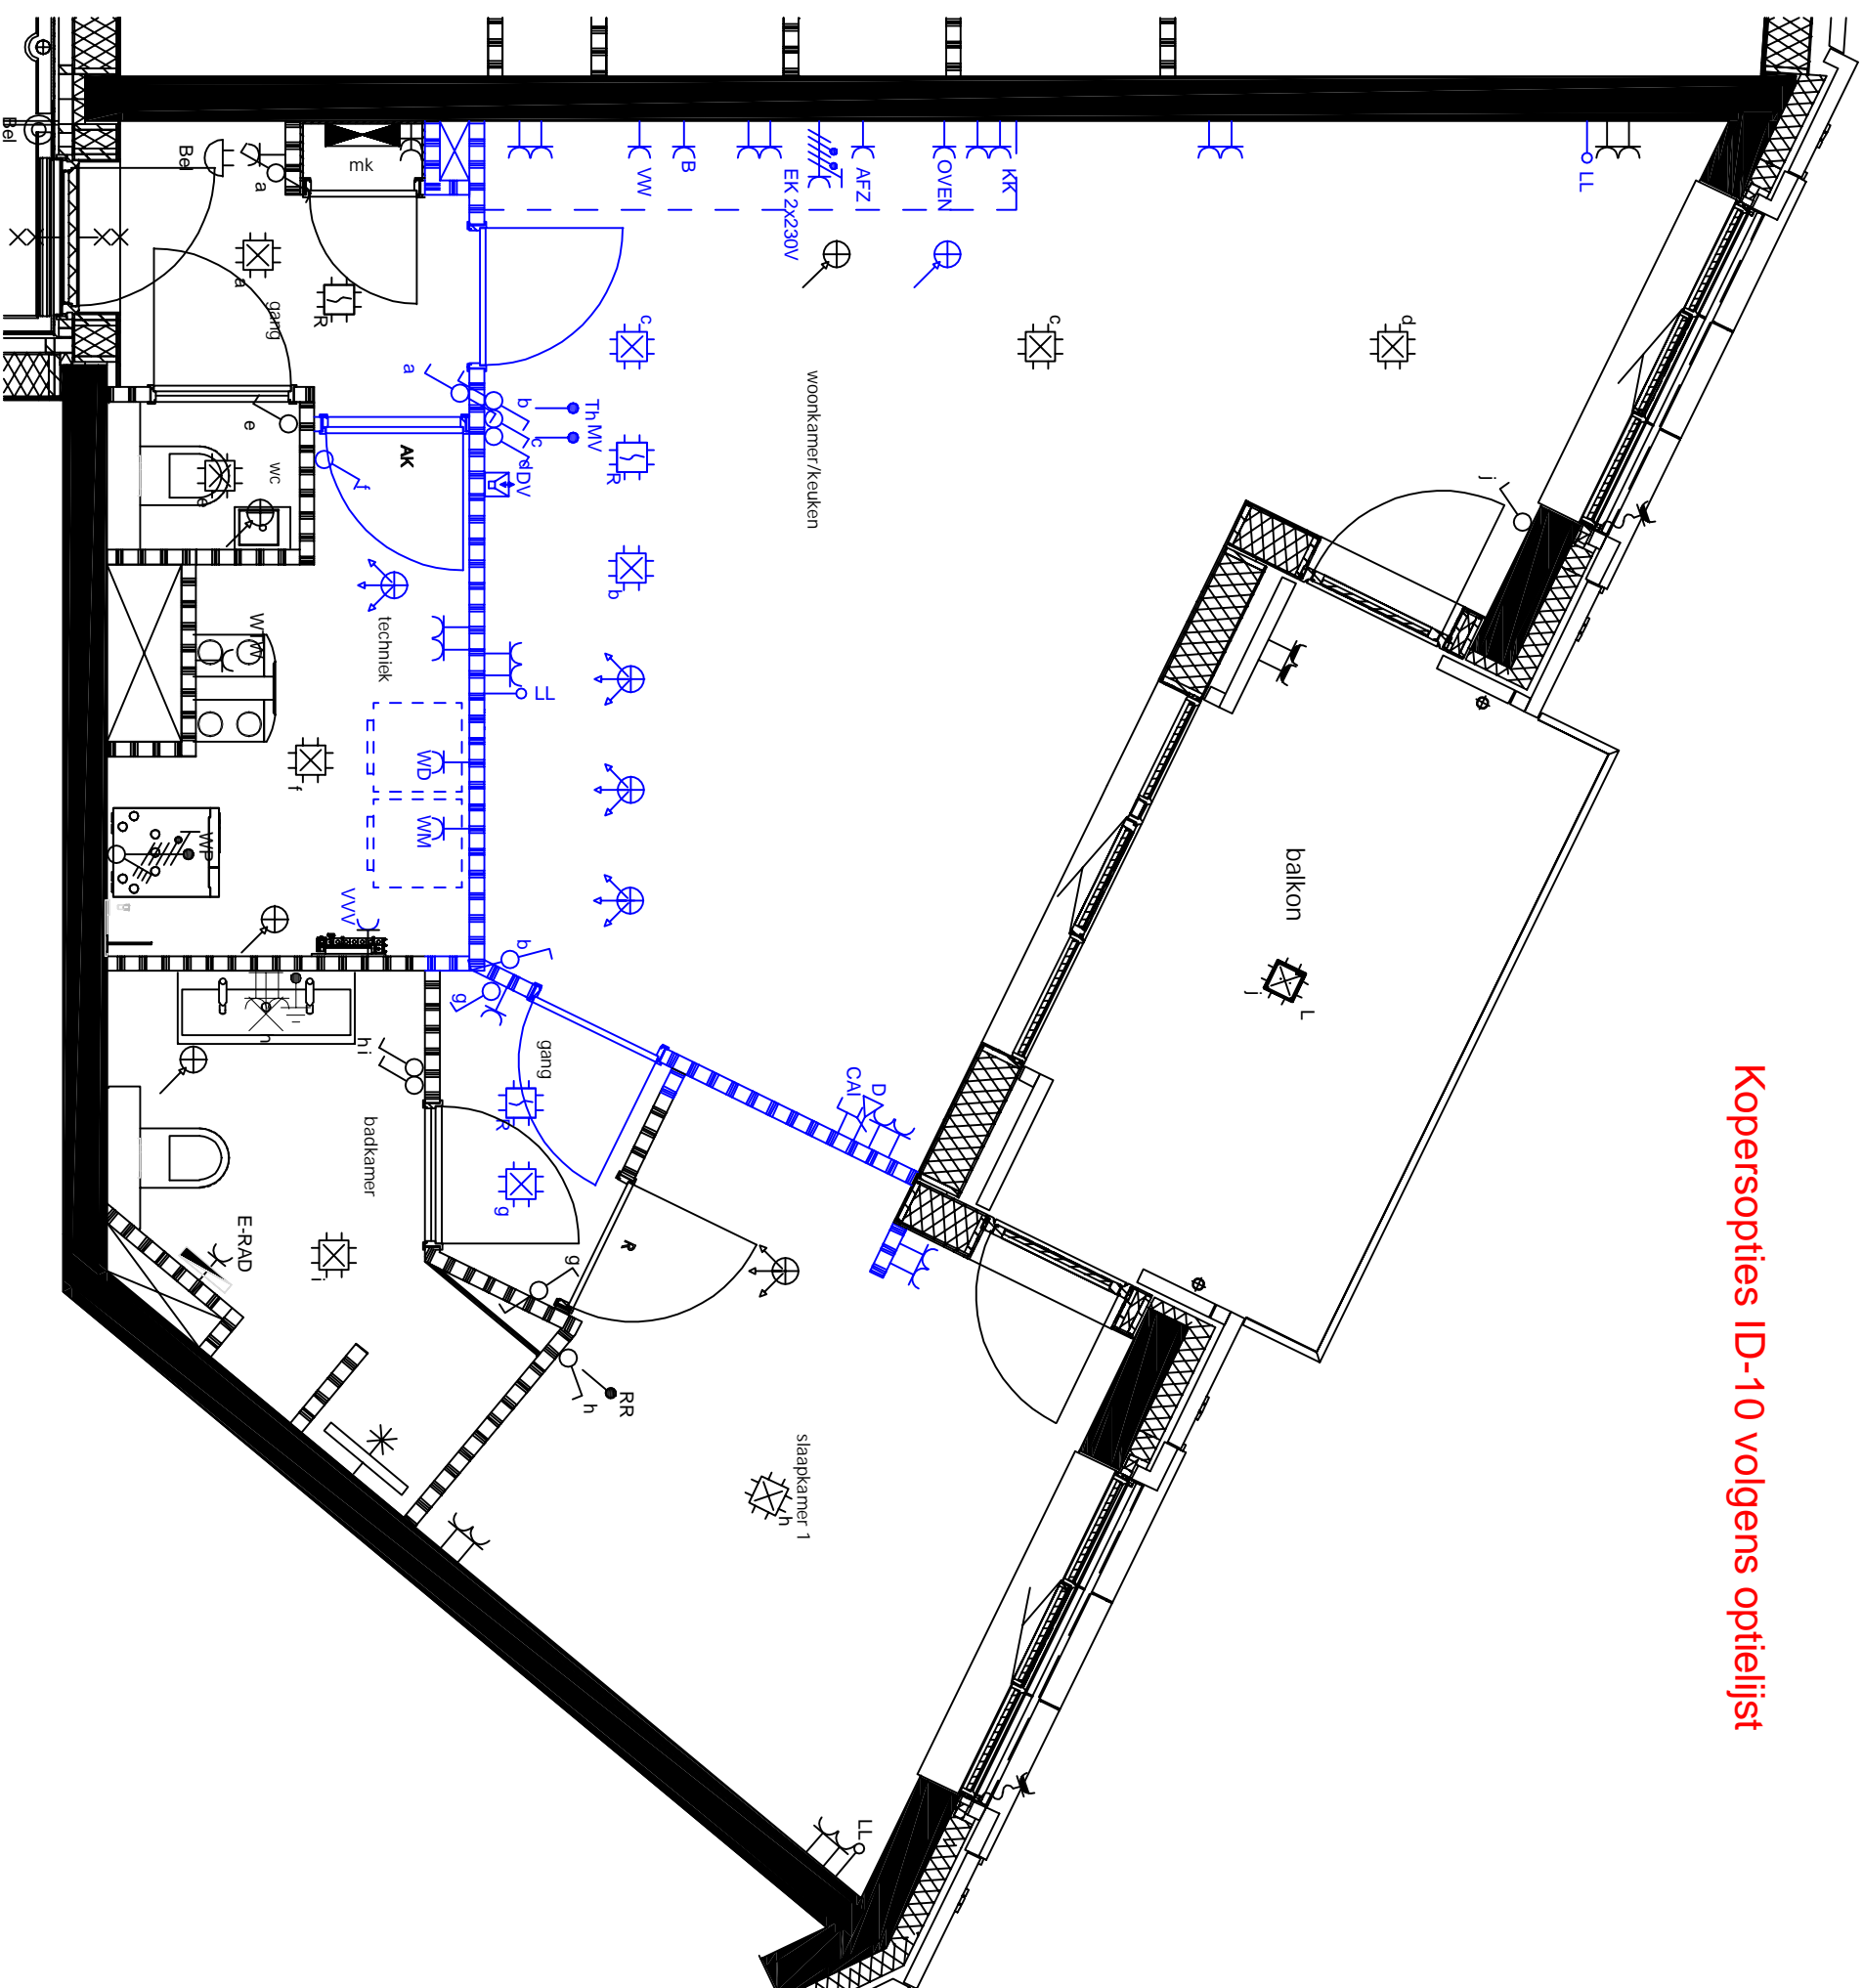 Kopersopties ID-10 volgens optielijst
LL
KK
OVEN
AFZ
EK 2x230V
B
VW
mk
Bel
Bel
a
a
gang
R
c
c
d
woonkamer/keuken
a
b
c
d
Th MV
DV
R
b
AK
f
e
wc
e
j
techniek
WTW
LL
WD
WM
f
WP
VVV
balkon
j
L
b
g
gang
R
g
h
h i
badkamer
CAI
D
E-RAD
i
R
g
RR
h
slaapkamer 1
h
LL